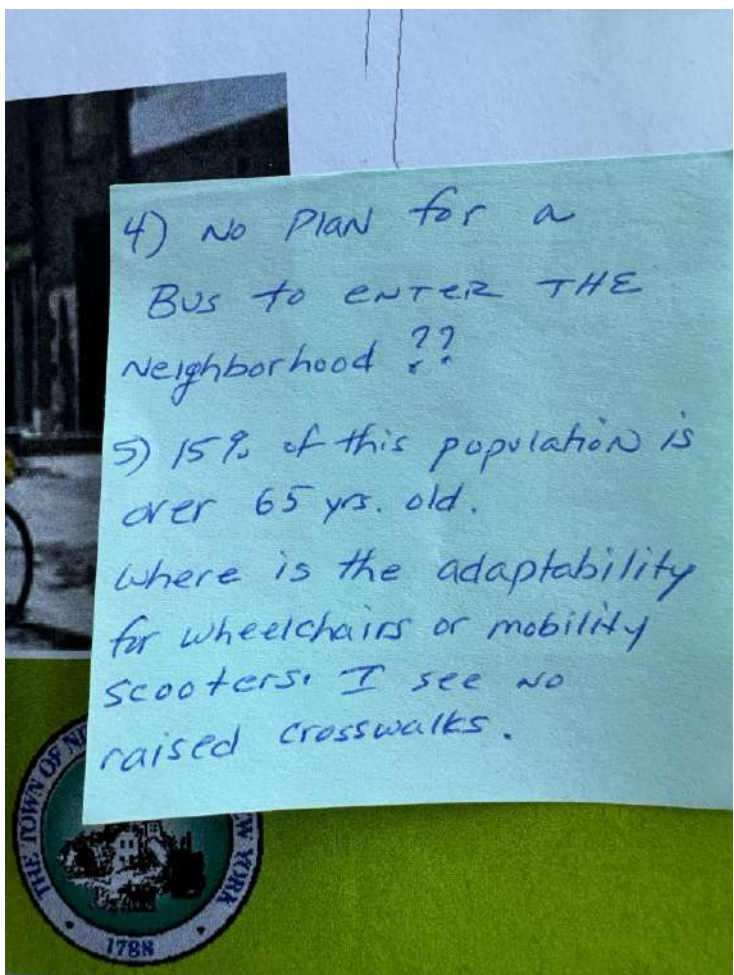 4) No Plan for a
Bus to enter THE
Neighborhood ??
5) 15% of this population is
over 65 yrs. old.
where is the adaptability
for wheelchairs or mobility
scooters. I see no
raised crosswalks.
THE TOWN OF
YORK
1788